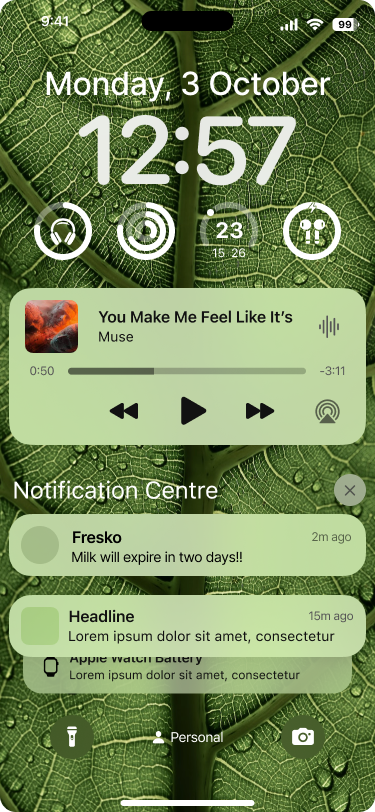 9:41
99
Monday, 3 October
12:57
23
15 26
You Make Me Feel Like It's
Muse
0:50
-3:11
Notification Centre
Fresko
2m ago
Milk will expire in two days!!
Headline
15m ago
Lorem ipsum dolor sit amet, consectetur
Apple Watch Battery
Lorem ipsum dolor sit amet, consectetur
Personal